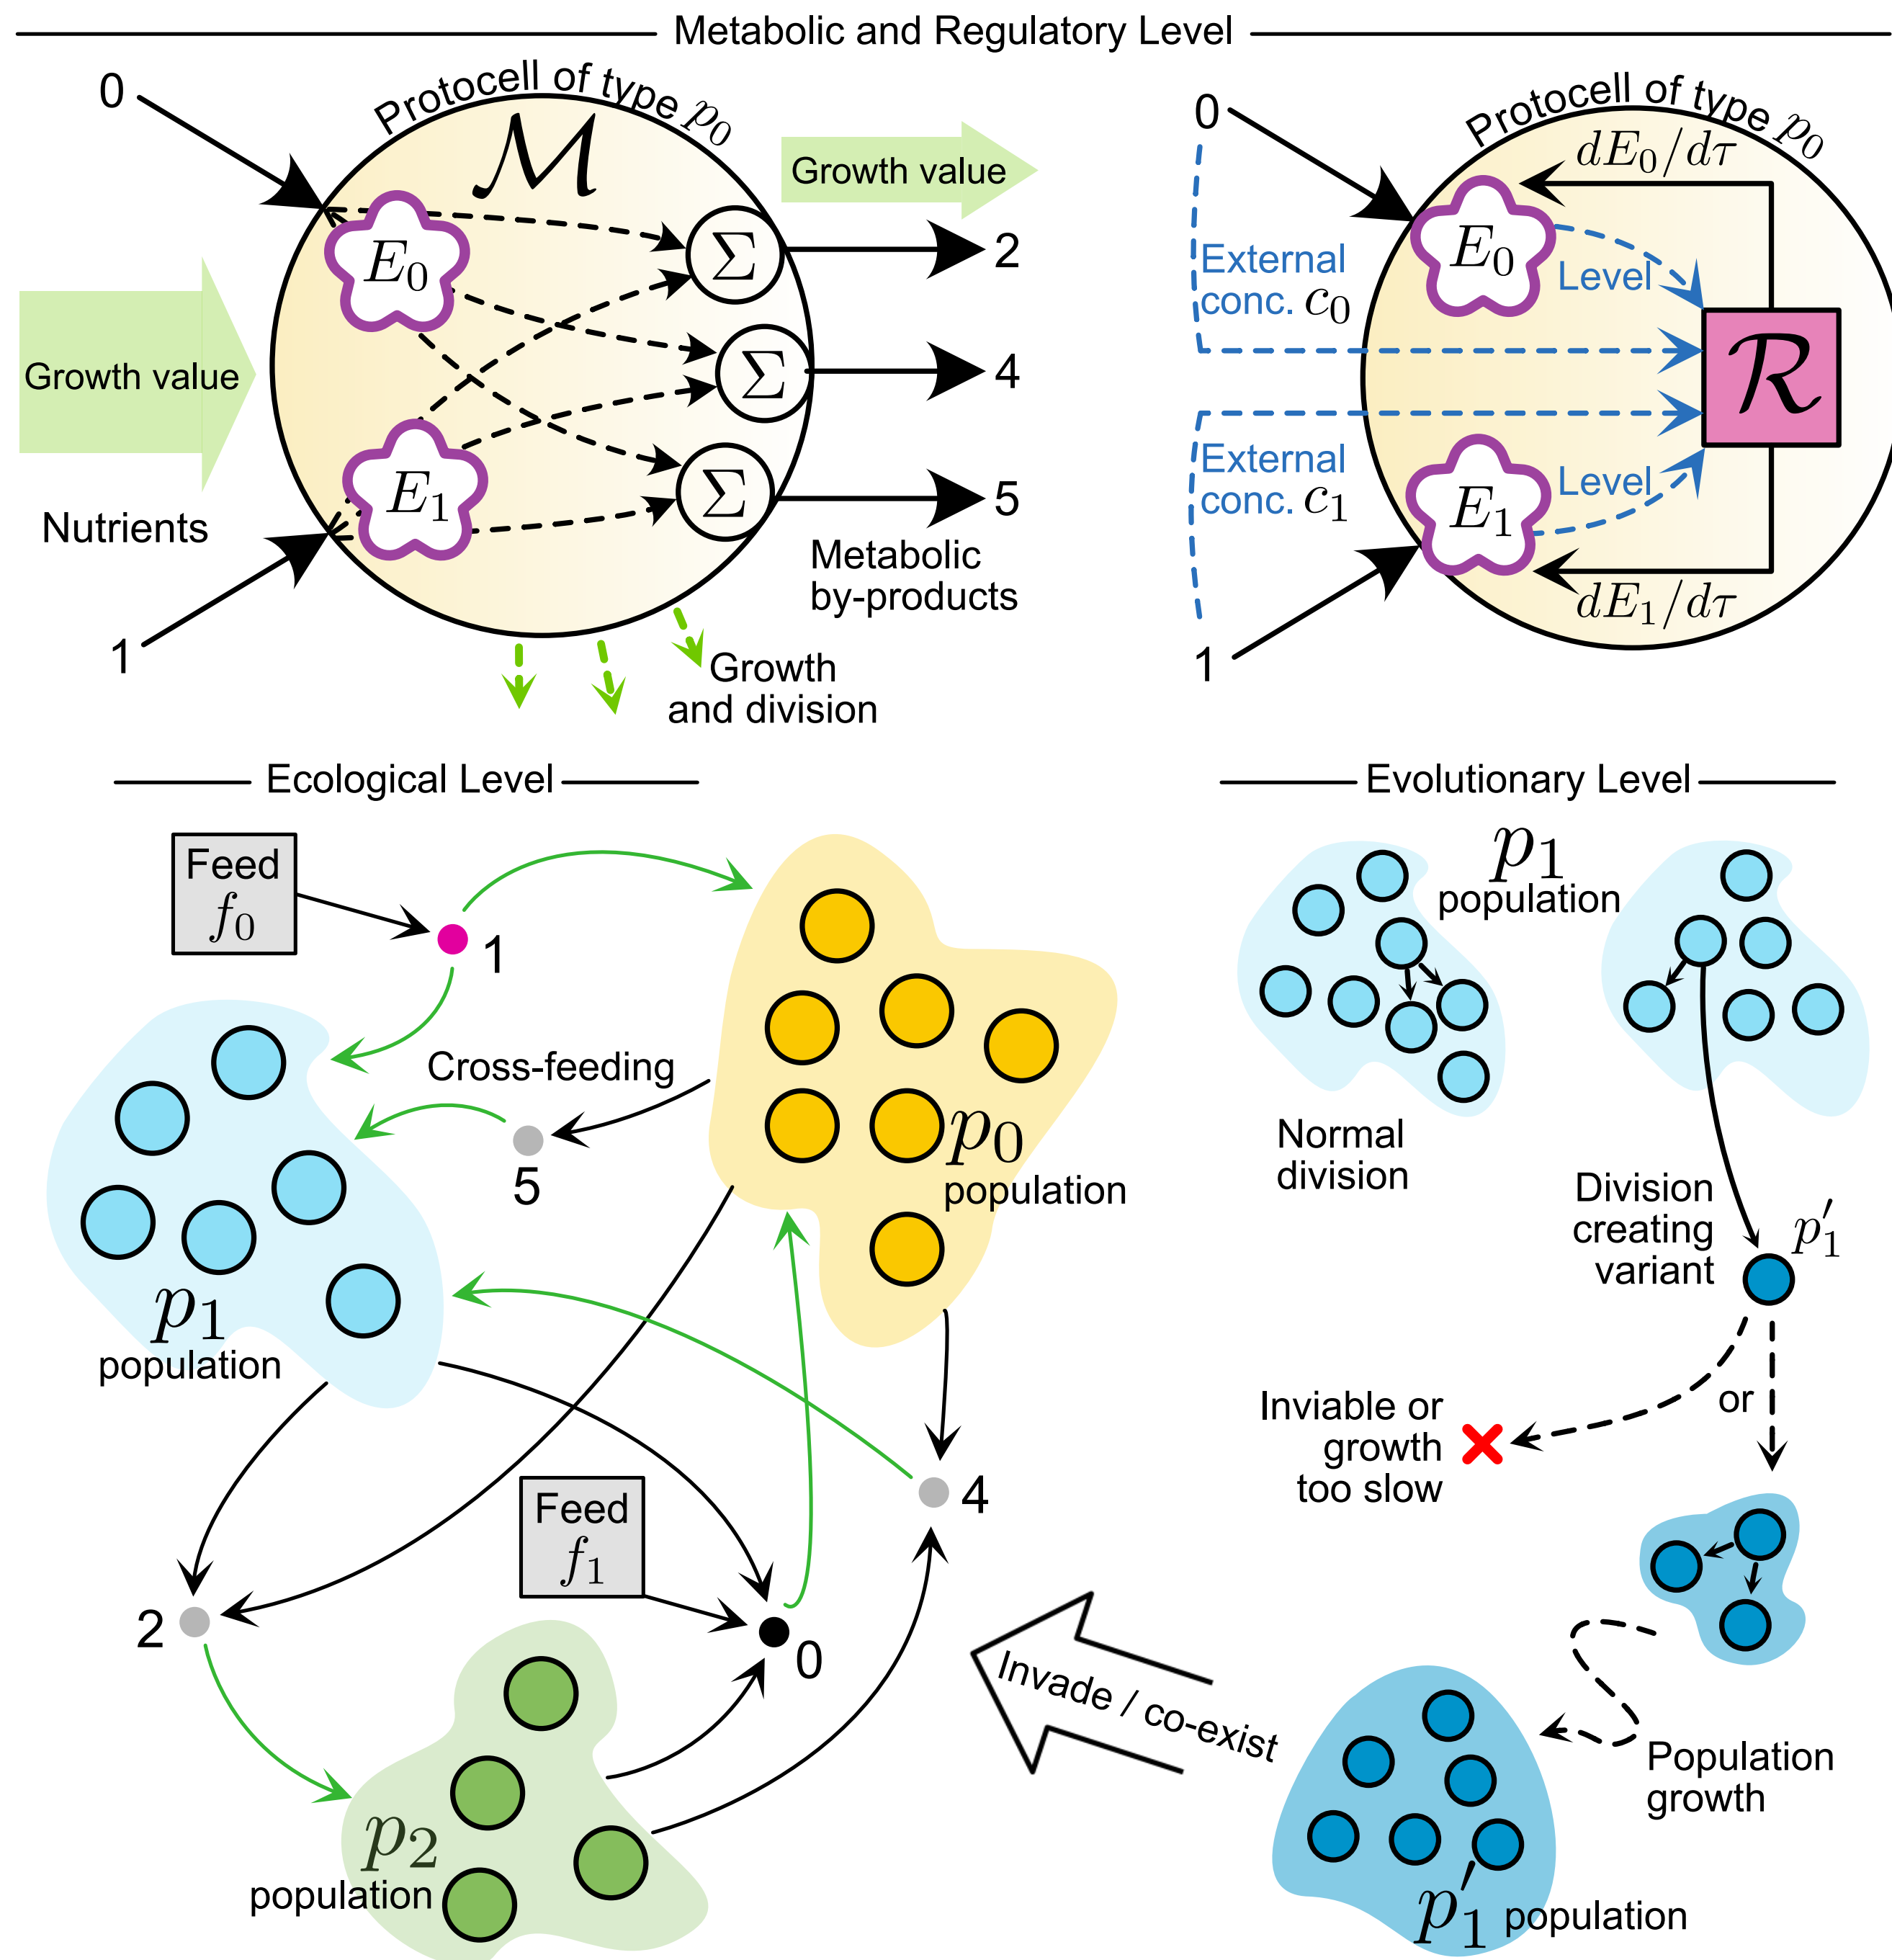 Metabolic and Regulatory Level
0
Protocell of type p₀
ℳ
E₀
E₁
Σ
Σ
Σ
Growth value
Growth value
2
4
5
Nutrients
1
Metabolic
by-products
Growth
and division
0
Protocell of type p₀
dE₀/dτ
External
conc. c₀
E₀
Level
ℛ
External
conc. c₁
E₁
Level
dE₁/dτ
1
Ecological Level
Feed
f₀
1
Cross-feeding
5
p₀
population
p₁
population
Feed
f₁
4
2
0
p₂
population
Evolutionary Level
p₁
population
Normal
division
Division
creating
variant
p₁′
or
Inviable or
growth
too slow
Invade / co-exist
Population
growth
p₁′ population